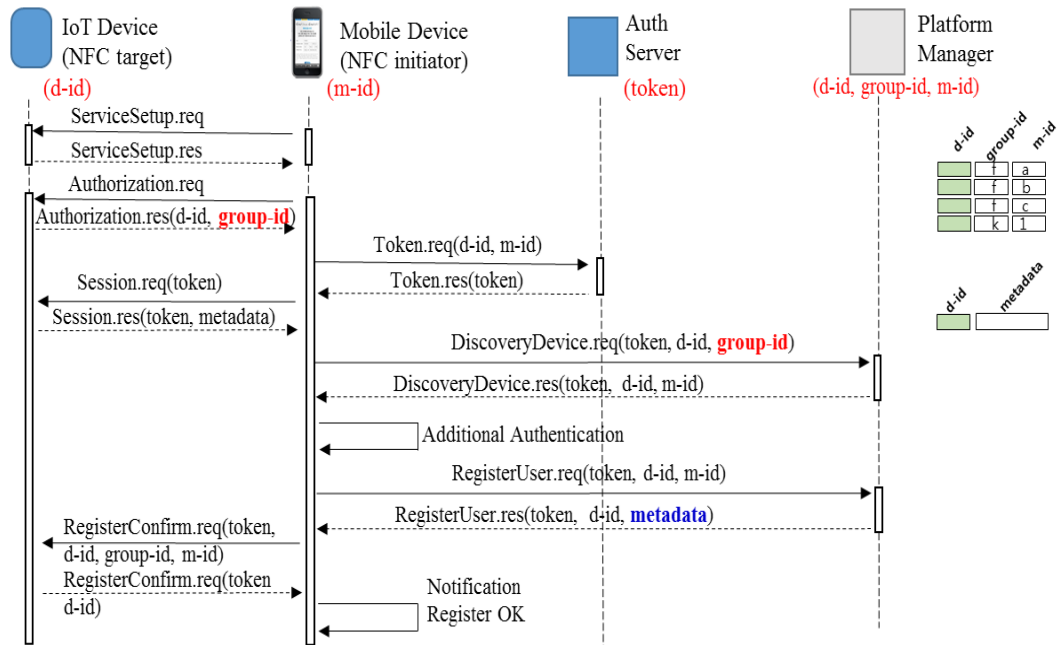 IoT Device
(NFC target)
(d-id)
Mobile Device
(NFC initiator)
(m-id)
Auth
Server
(token)
Platform
Manager
(d-id, group-id, m-id)
ServiceSetup.req
ServiceSetup.res
Authorization.req
Authorization.res(d-id, group-id)
Token.req(d-id, m-id)
Token.res(token)
Session.req(token)
Session.res(token, metadata)
DiscoveryDevice.req(token, d-id, group-id)
DiscoveryDevice.res(token, d-id, m-id)
Additional Authentication
RegisterUser.req(token, d-id, m-id)
RegisterUser.res(token, d-id, metadata)
RegisterConfirm.req(token,
d-id, group-id, m-id)
RegisterConfirm.req(token
d-id)
Notification
Register OK
d-id group-id m-id
f a
f b
f c
k l
d-id metadata